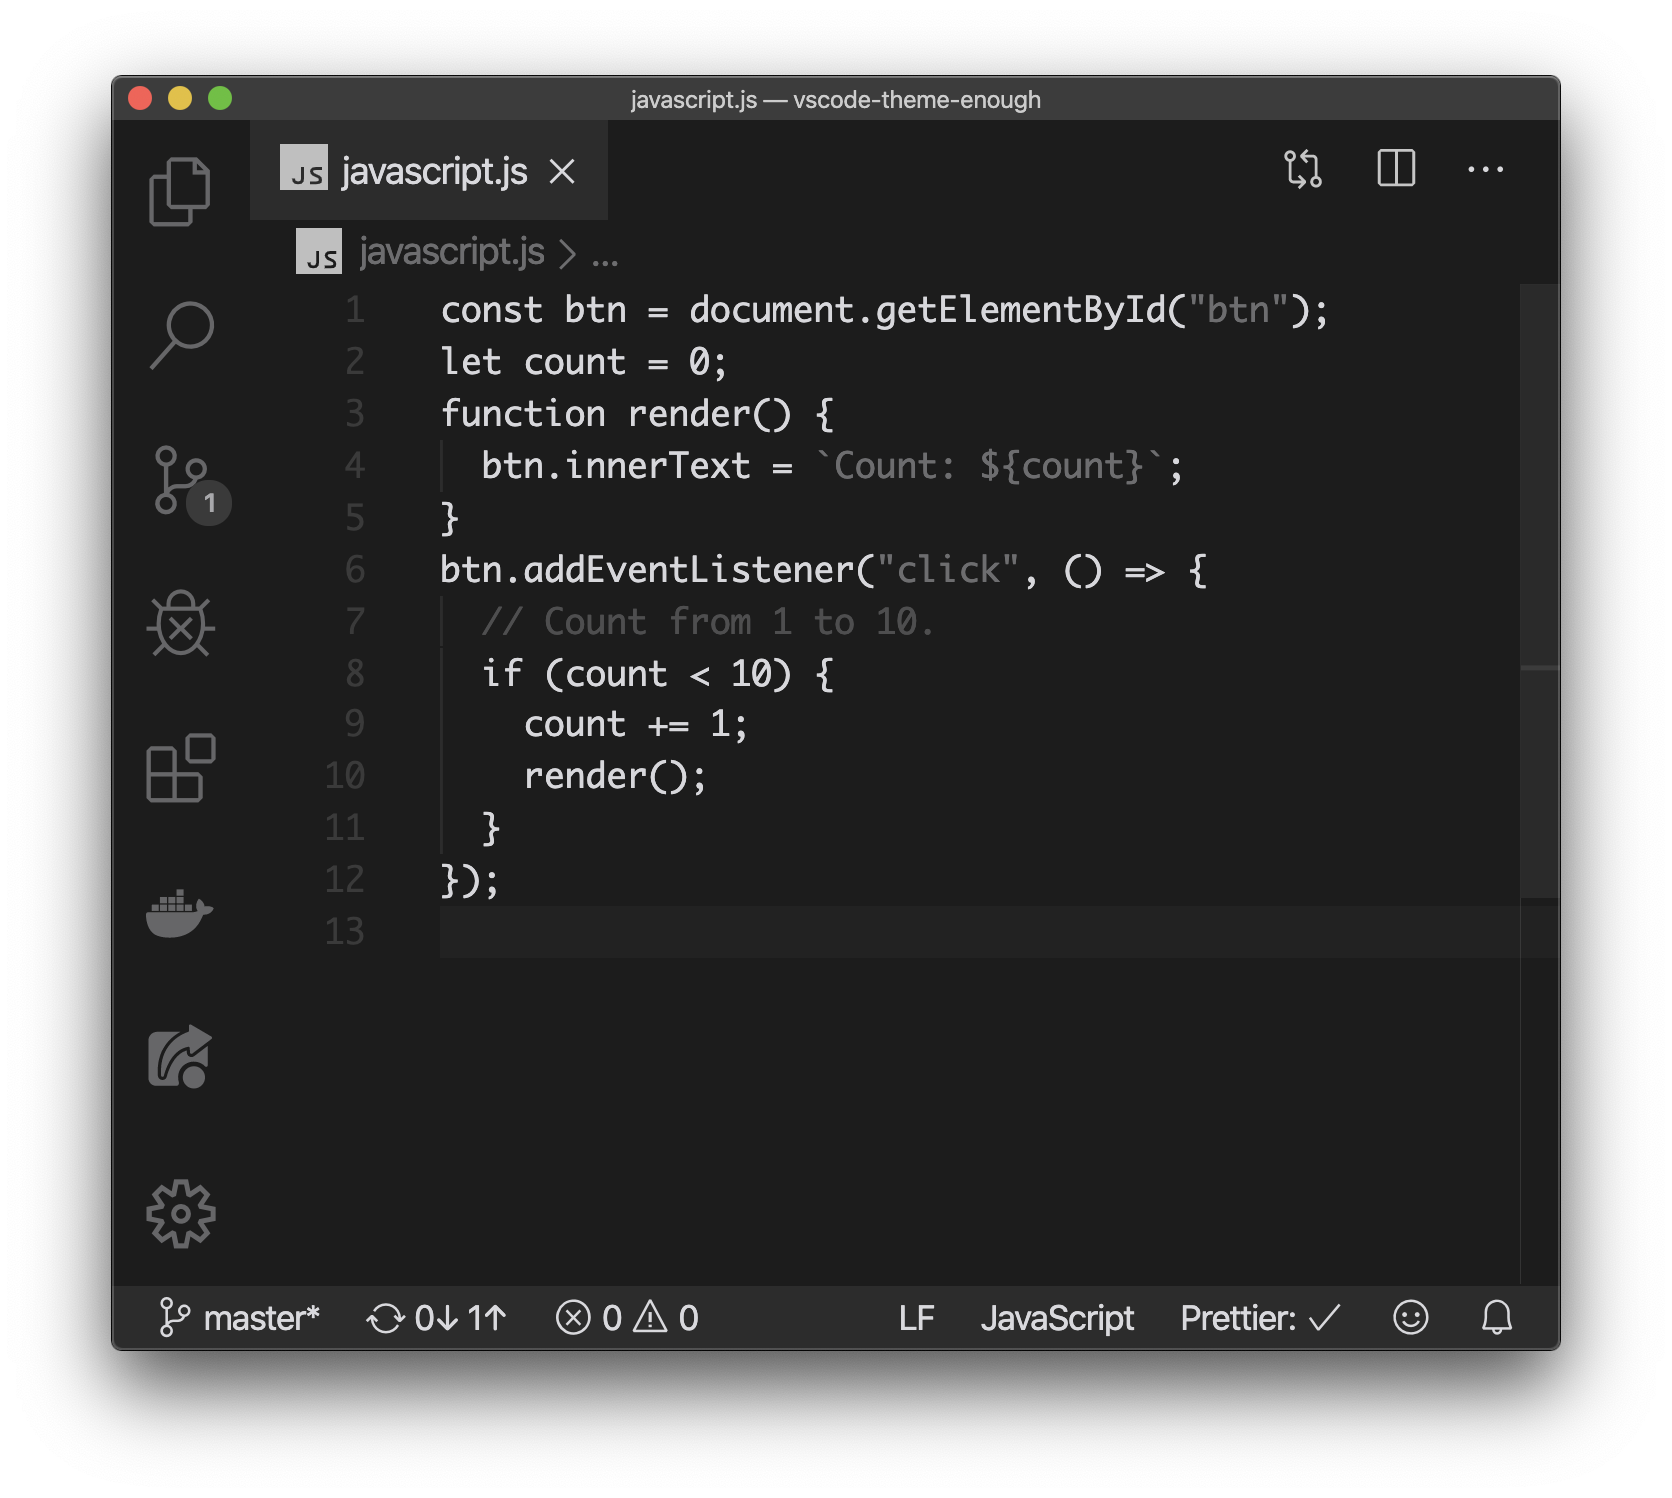 javascript.js — vscode-theme-enough
JS javascript.js
JS javascript.js > ...
1 const btn = document.getElementById("btn");
2 let count = 0;
3 function render() {
4   btn.innerText = `Count: ${count}`;
5 }
6 btn.addEventListener("click", () => {
7   // Count from 1 to 10.
8   if (count < 10) {
9     count += 1;
10     render();
11   }
12 });
13
1
master* 0↓ 1↑ 0 0 LF JavaScript Prettier: ✓